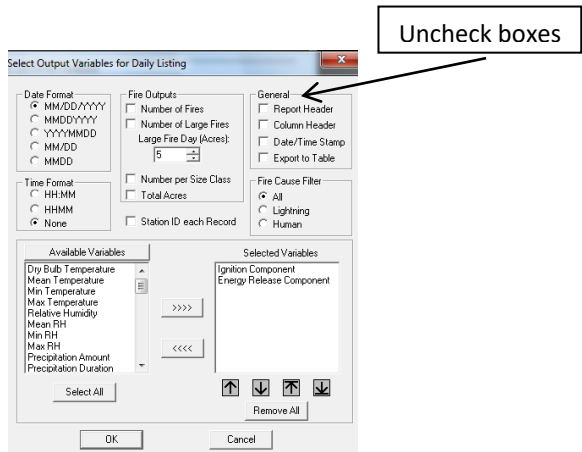 Uncheck boxes
Select Output Variables for Daily Listing
Date Format
MM/DD/YYYY
MMDDYYYY
YYYYMMDD
MM/DD
MMDD
Time Format
HH:MM
HHMM
None
Fire Outputs
Number of Fires
Number of Large Fires
Large Fire Day (Acres):
5
Number per Size Class
Total Acres
Station ID each Record
General
Report Header
Column Header
Date/Time Stamp
Export to Table
Fire Cause Filter
All
Lightning
Human
Available Variables
Dry Bulb Temperature
Mean Temperature
Min Temperature
Max Temperature
Relative Humidity
Mean RH
Min RH
Max RH
Precipitation Amount
Precipitation Duration
Select All
>>>>
<<<<
Selected Variables
Ignition Component
Energy Release Component
Remove All
OK
Cancel